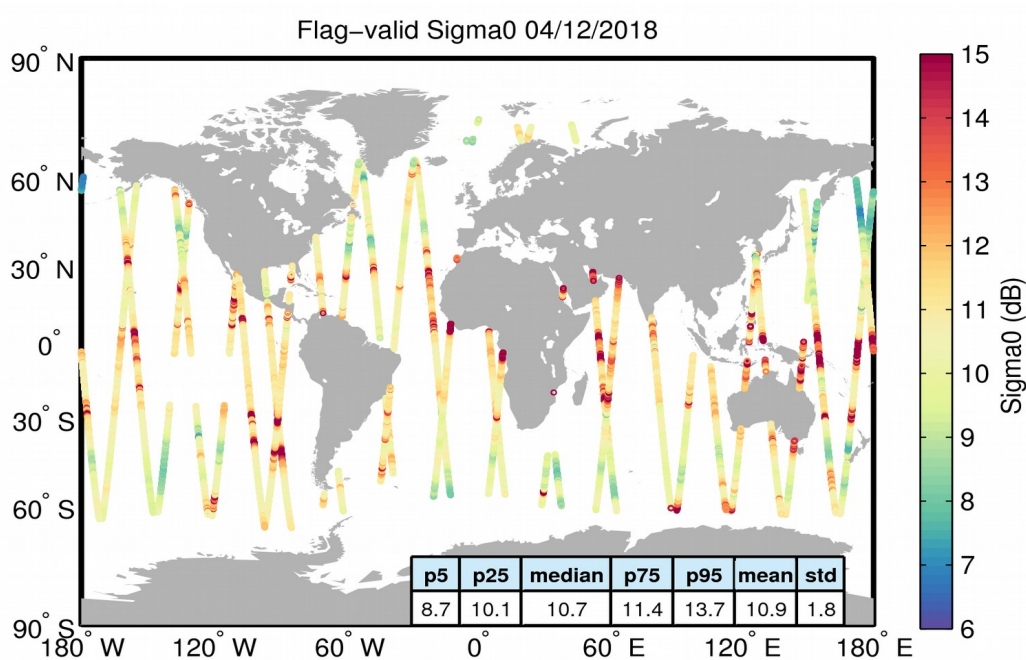 Flag−valid Sigma0 04/12/2018
90° N
60° N
30° N
0°
30° S
60° S
90° S
180° W
120° W
60° W
0°
60° E
120° E
180° E
15
14
13
12
11
10
9
8
7
6
Sigma0 (dB)
p5 p25 median p75 p95 mean std
8.7 10.1 10.7 11.4 13.7 10.9 1.8